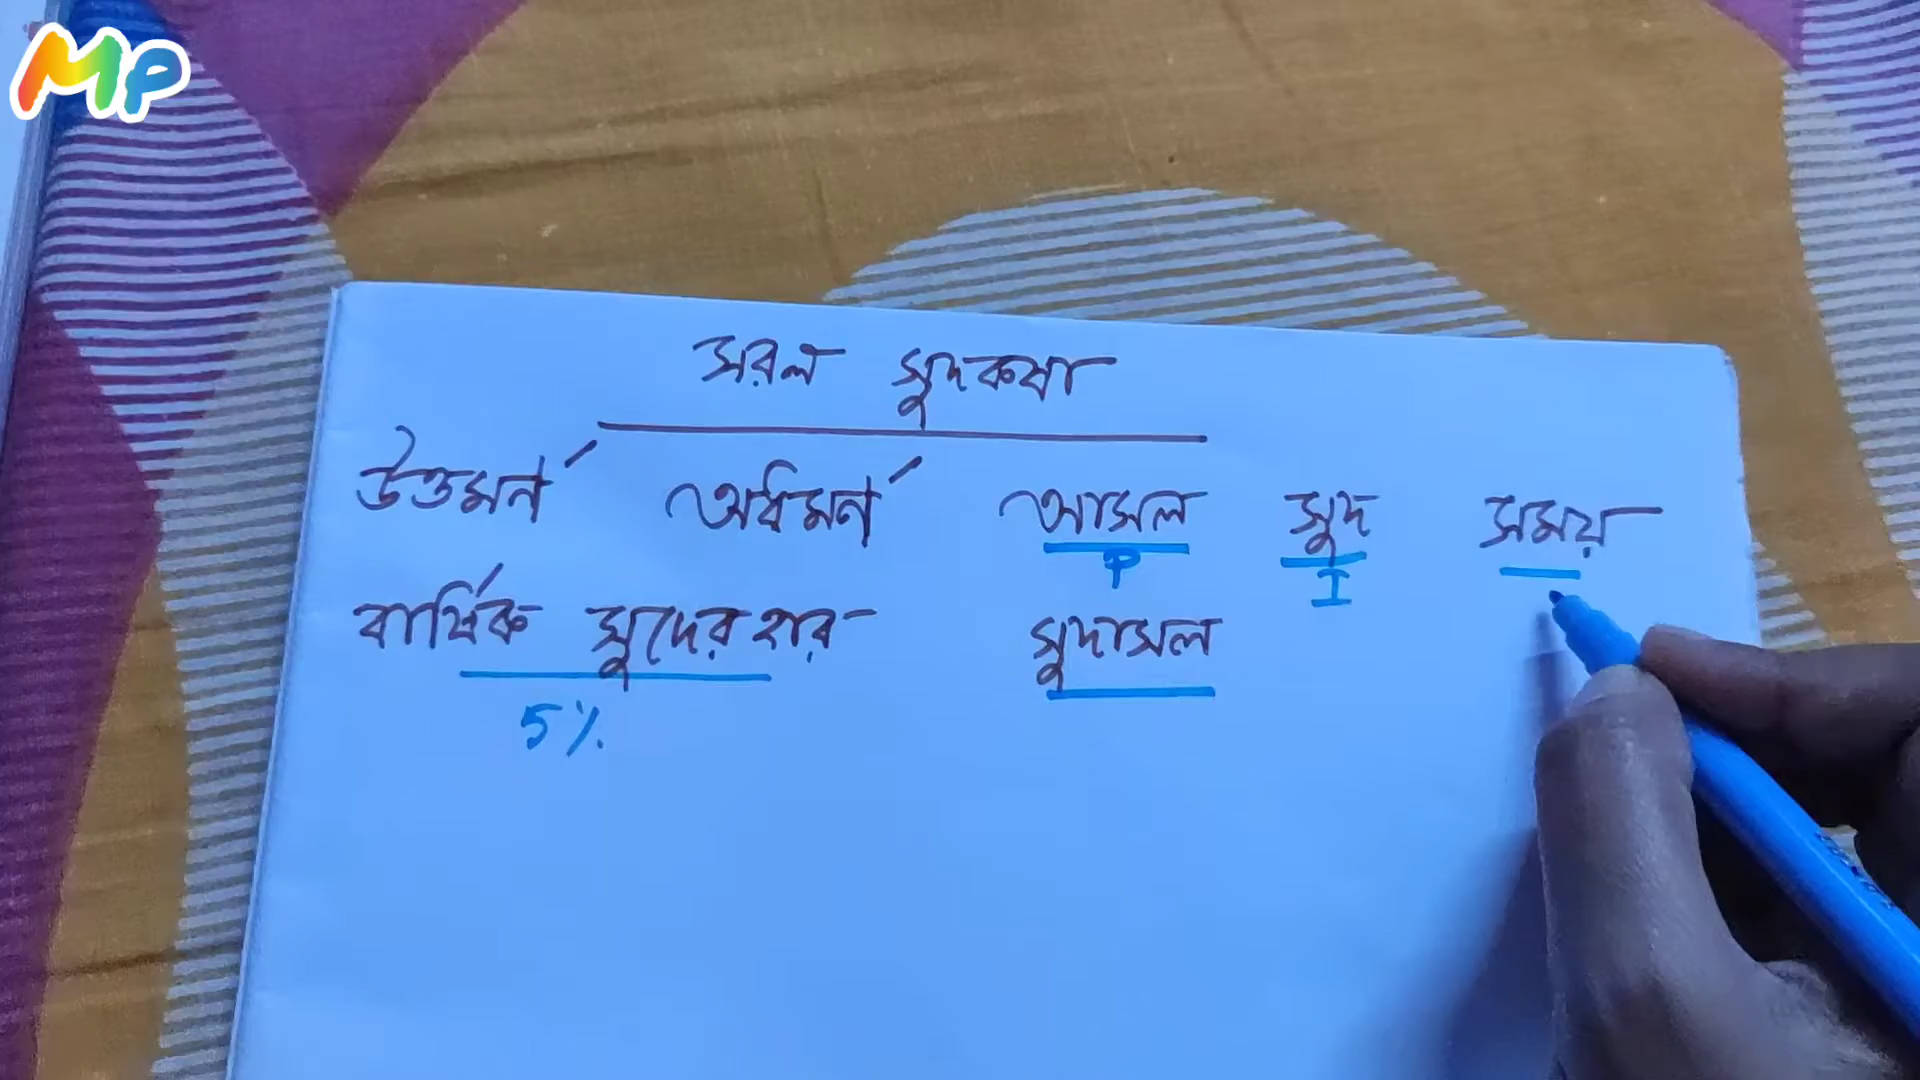 MP
সরল সুদকষা
উত্তমর্ন অধমর্ন আসল সুদ সময়
P I
বার্ষিক সুদের হার সুদাসল
5%